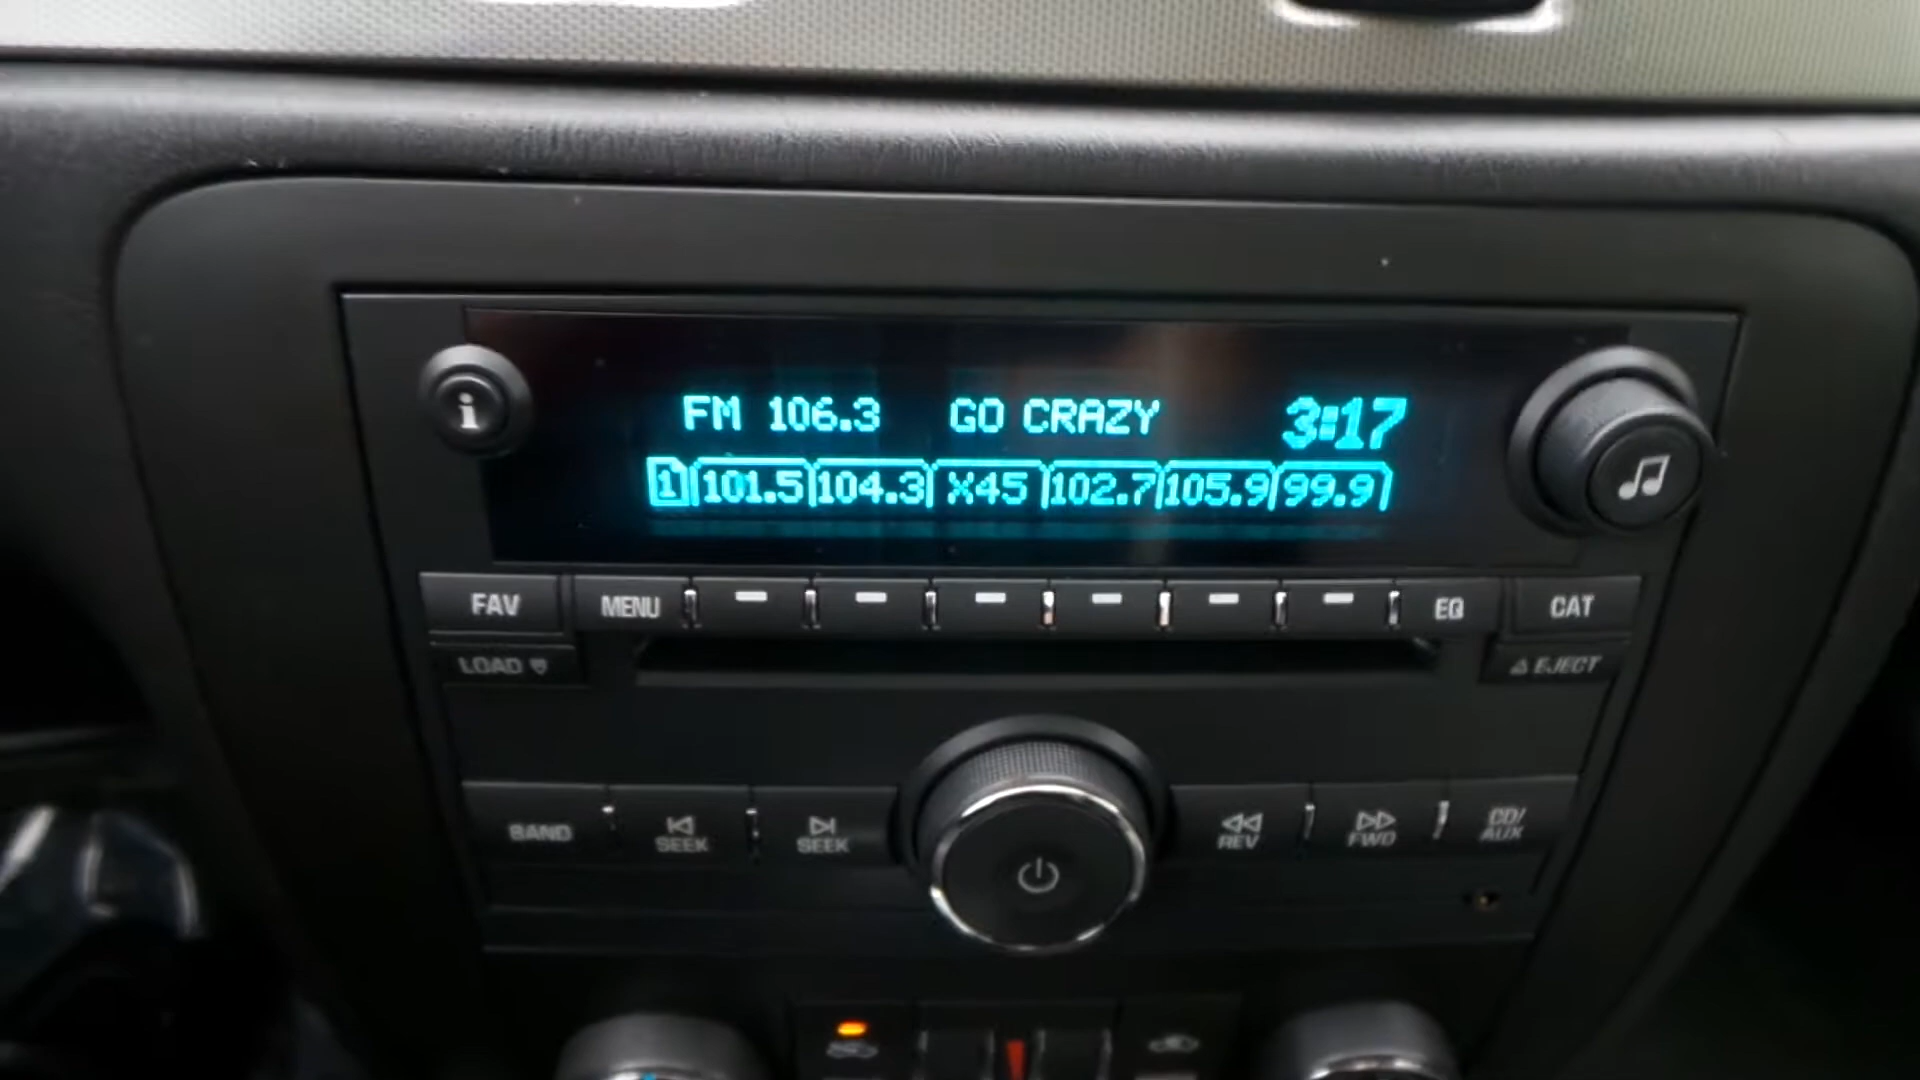 i
FM 106.3 GO CRAZY 3:17
1 101.5 104.3 X45 102.7 105.9 99.9
FAV MENU EQ CAT
LOAD EJECT
BAND SEEK SEEK REV FWD CD/
AUX